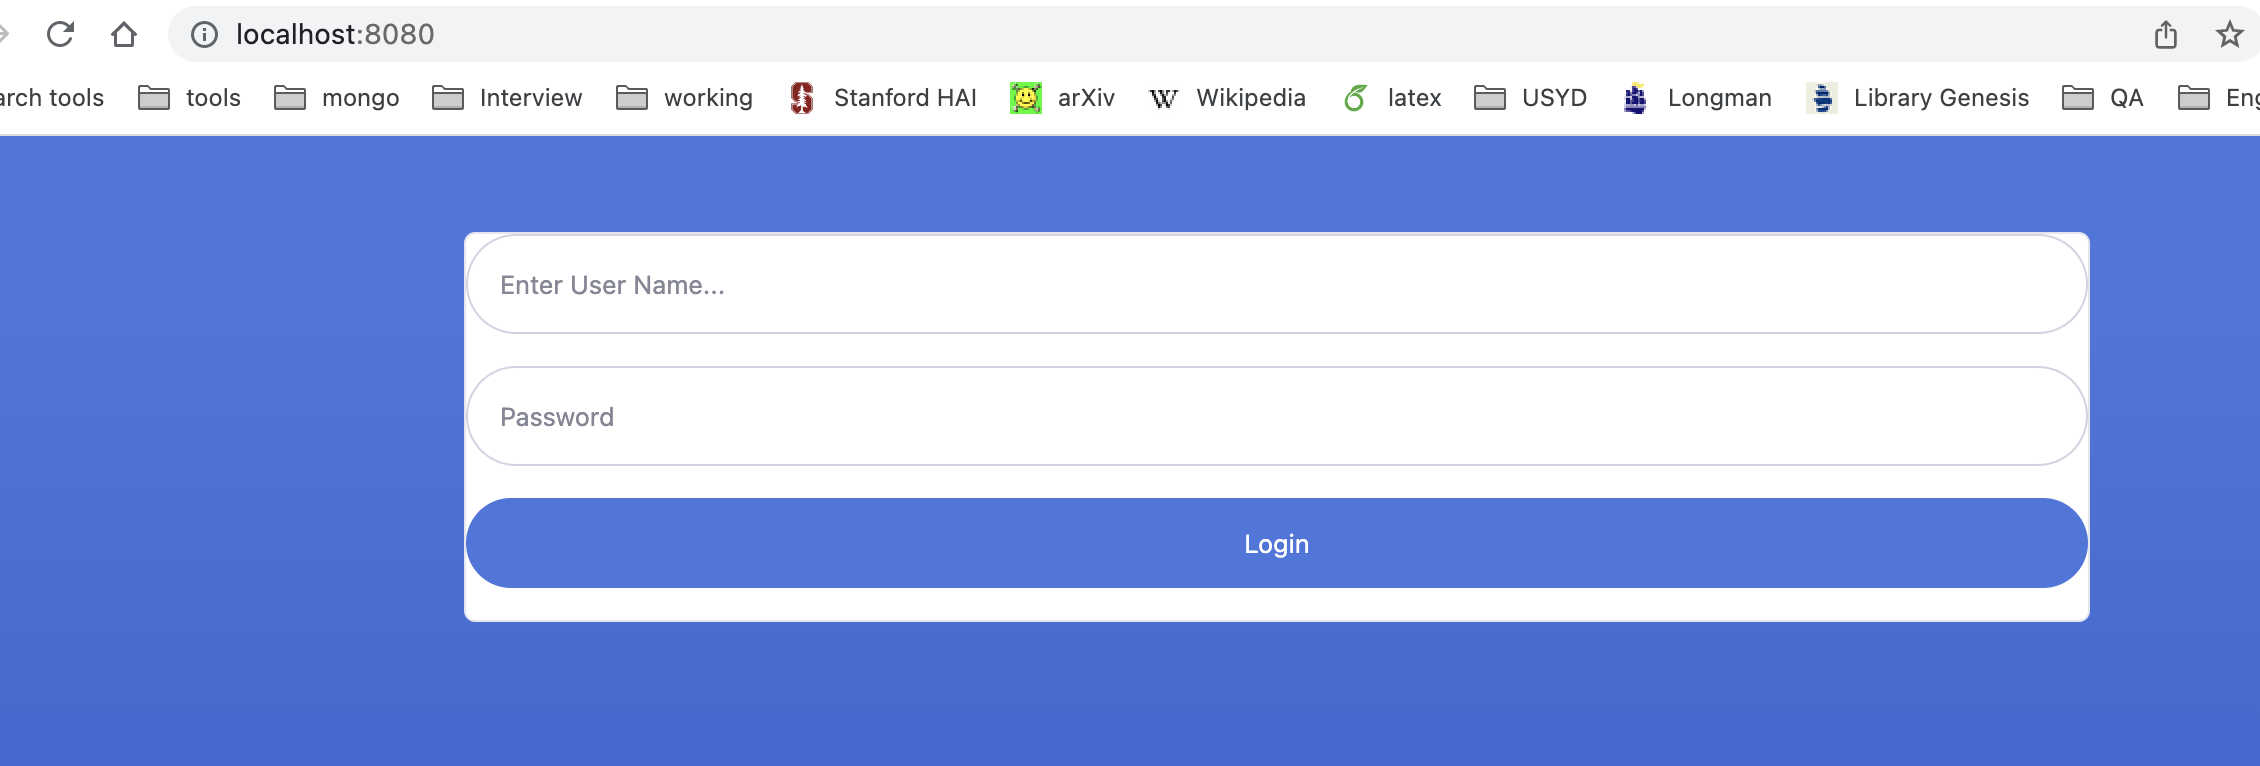 localhost:8080
arch tools tools mongo Interview working Stanford HAI arXiv Wikipedia latex USYD Longman Library Genesis QA Eng
Enter User Name...
Password
Login